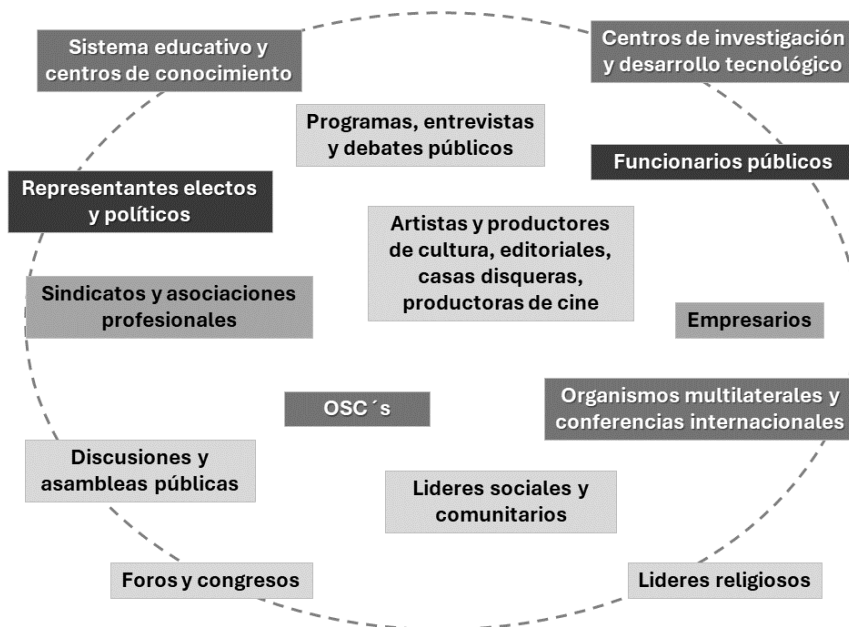 Sistema educativo y
centros de conocimiento
Centros de investigación
y desarrollo tecnológico
Programas, entrevistas
y debates públicos
Funcionarios públicos
Representantes electos
y políticos
Artistas y productores
de cultura, editoriales,
casas disqueras,
productoras de cine
Sindicatos y asociaciones
profesionales
Empresarios
OSC´s
Organismos multilaterales y
conferencias internacionales
Discusiones y
asambleas públicas
Lideres sociales y
comunitarios
Foros y congresos
Lideres religiosos